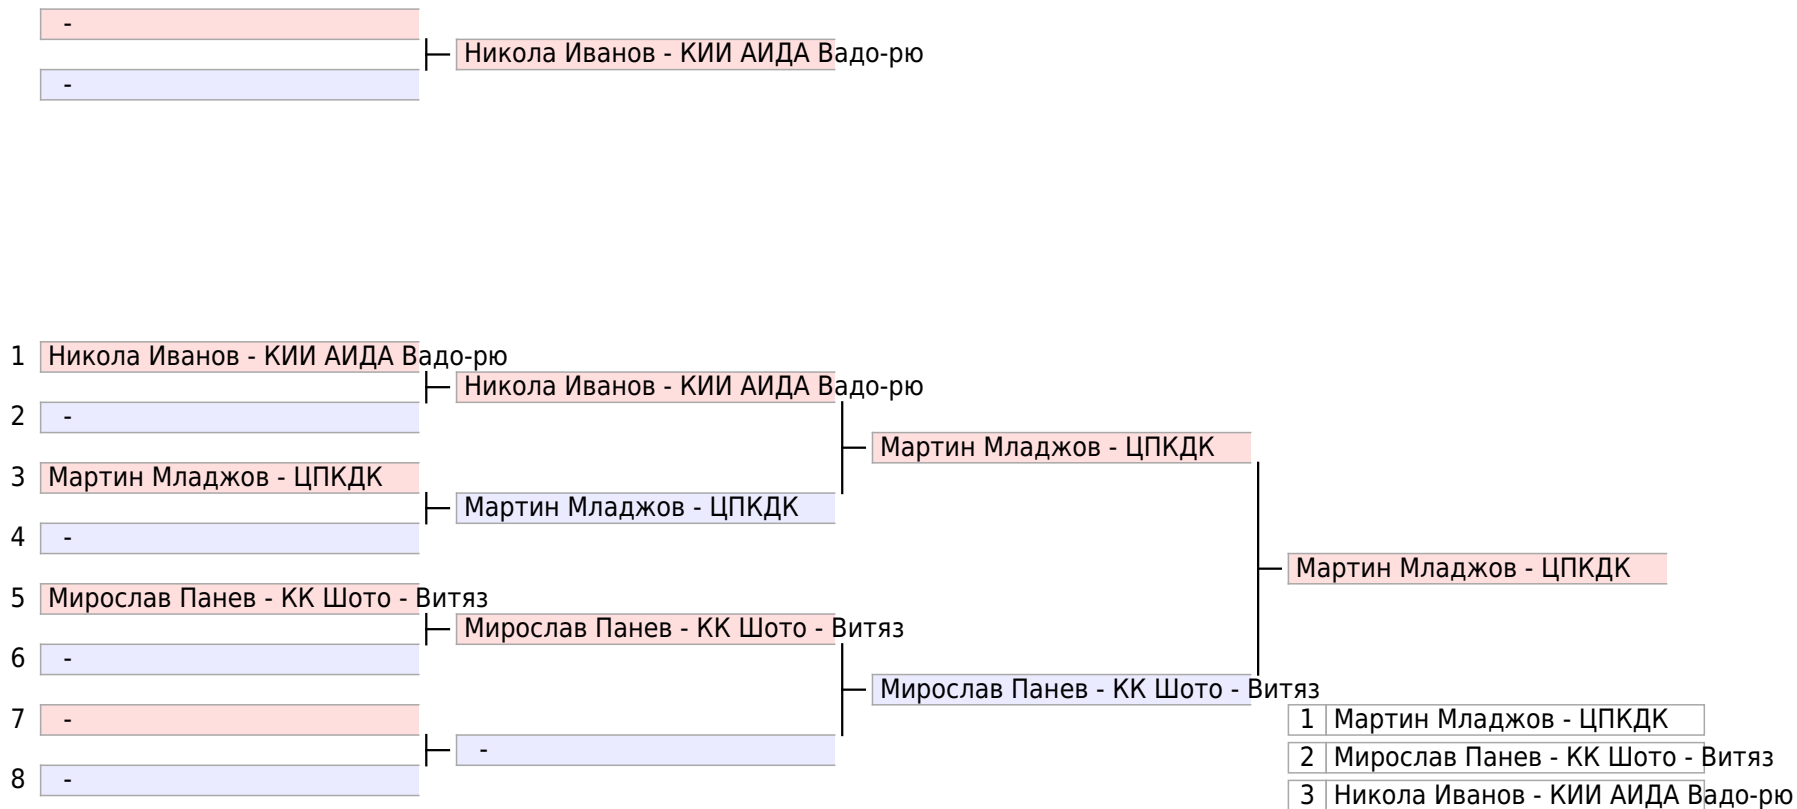 -
Никола Иванов - КИИ АИДА Вадо-рю
-
1 Никола Иванов - КИИ АИДА Вадо-рю
Никола Иванов - КИИ АИДА Вадо-рю
2 -
Мартин Младжов - ЦПКДК
3 Мартин Младжов - ЦПКДК
Мартин Младжов - ЦПКДК
4 -
Мартин Младжов - ЦПКДК
5 Мирослав Панев - КК Шото - Витяз
Мирослав Панев - КК Шото - Витяз
6 -
Мирослав Панев - КК Шото - Витяз
7 -
-
8 -
1 Мартин Младжов - ЦПКДК
2 Мирослав Панев - КК Шото - Витяз
3 Никола Иванов - КИИ АИДА Вадо-рю